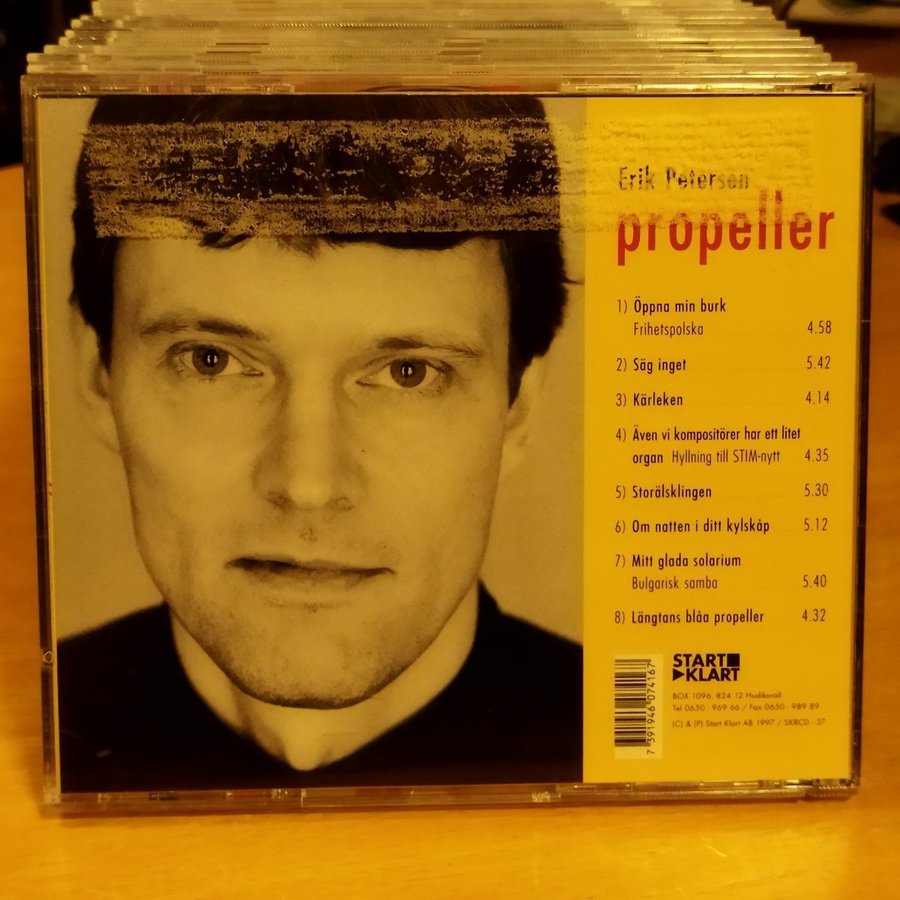 Erik Petersen
propeller
1) Öppna min burk
Frihetspolska 4.58
2) Säg inget 5.42
3) Kärleken 4.14
4) Även vi kompositörer har ett litet
organ Hyllning till STIM-nytt 4.35
5) Storälsklingen 5.30
6) Om natten i ditt kylskåp 5.12
7) Mitt glada solarium
Bulgarisk samba 5.40
8) Längtans blåa propeller 4.32
START
KLART
BOX 1096, 824 12 Hudiksvall
Tel 0650 - 969 66 / Fax 0650 - 989 89
(C) & (P) Start Klart AB 1997 / SKRCD - 37
7 391946 074167